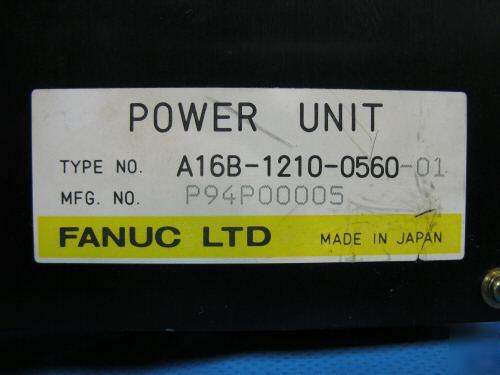 POWER UNIT
TYPE NO. A16B-1210-0560-01
MFG. NO. P94P00005
FANUC LTD MADE IN JAPAN